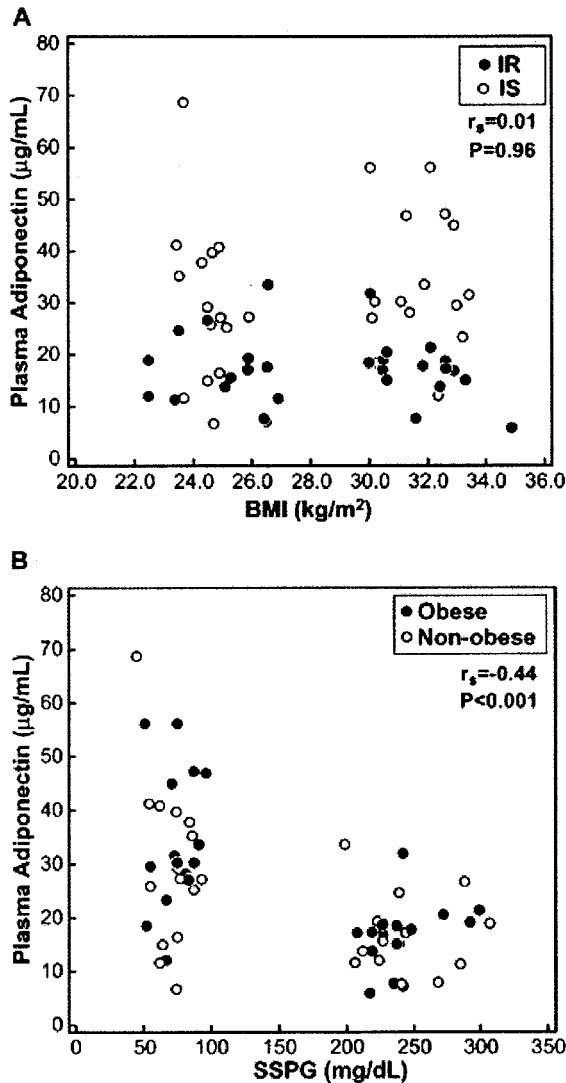 A
Plasma Adiponectin (µg/mL)
80
70
60
50
40
30
20
10
0
IR
IS
rs=0.01
P=0.96
20.0 22.0 24.0 26.0 28.0 30.0 32.0 34.0 36.0
BMI (kg/m²)
B
Plasma Adiponectin (µg/mL)
80
70
60
50
40
30
20
10
0
Obese
Non-obese
rs=-0.44
P<0.001
0 50 100 150 200 250 300 350
SSPG (mg/dL)